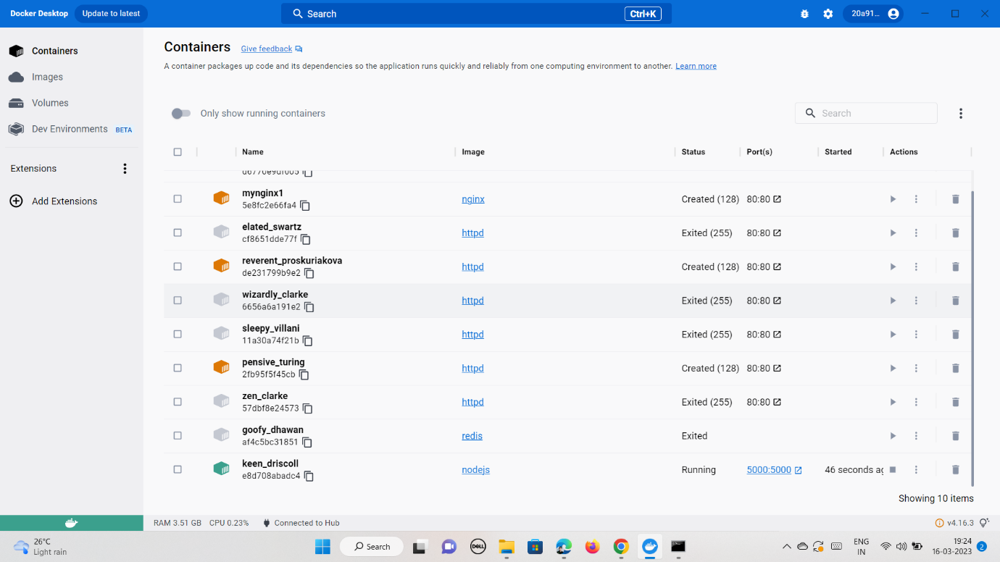 Docker Desktop Update to latest Search Ctrl+K 20a91...
Containers
Images
Volumes
Dev Environments BETA
Extensions
Add Extensions
Containers Give feedback
A container packages up code and its dependencies so the application runs quickly and reliably from one computing environment to another. Learn more
Only show running containers Search
Name Image Status Port(s) Started Actions
d6770e9df005
mynginx1
5e8fc2e66fa4
nginx Created (128) 80:80
elated_swartz
cf8651dde77f
httpd Exited (255) 80:80
reverent_proskuriakova
de231799b9e2
httpd Created (128) 80:80
wizardly_clarke
6656a6a191e2
httpd Exited (255) 80:80
sleepy_villani
11a30a74f21b
httpd Exited (255) 80:80
pensive_turing
2fb95f5f45cb
httpd Created (128) 80:80
zen_clarke
57dbf8e24573
httpd Exited (255) 80:80
goofy_dhawan
af4c5bc31851
redis Exited
keen_driscoll
e8d708abadc4
nodejs Running 5000:5000 46 seconds ag
Showing 10 items
RAM 3.51 GB CPU 0.23% Connected to Hub v4.16.3
26°C
Light rain
Search
DELL
ENG
IN
19:24
16-03-2023
2